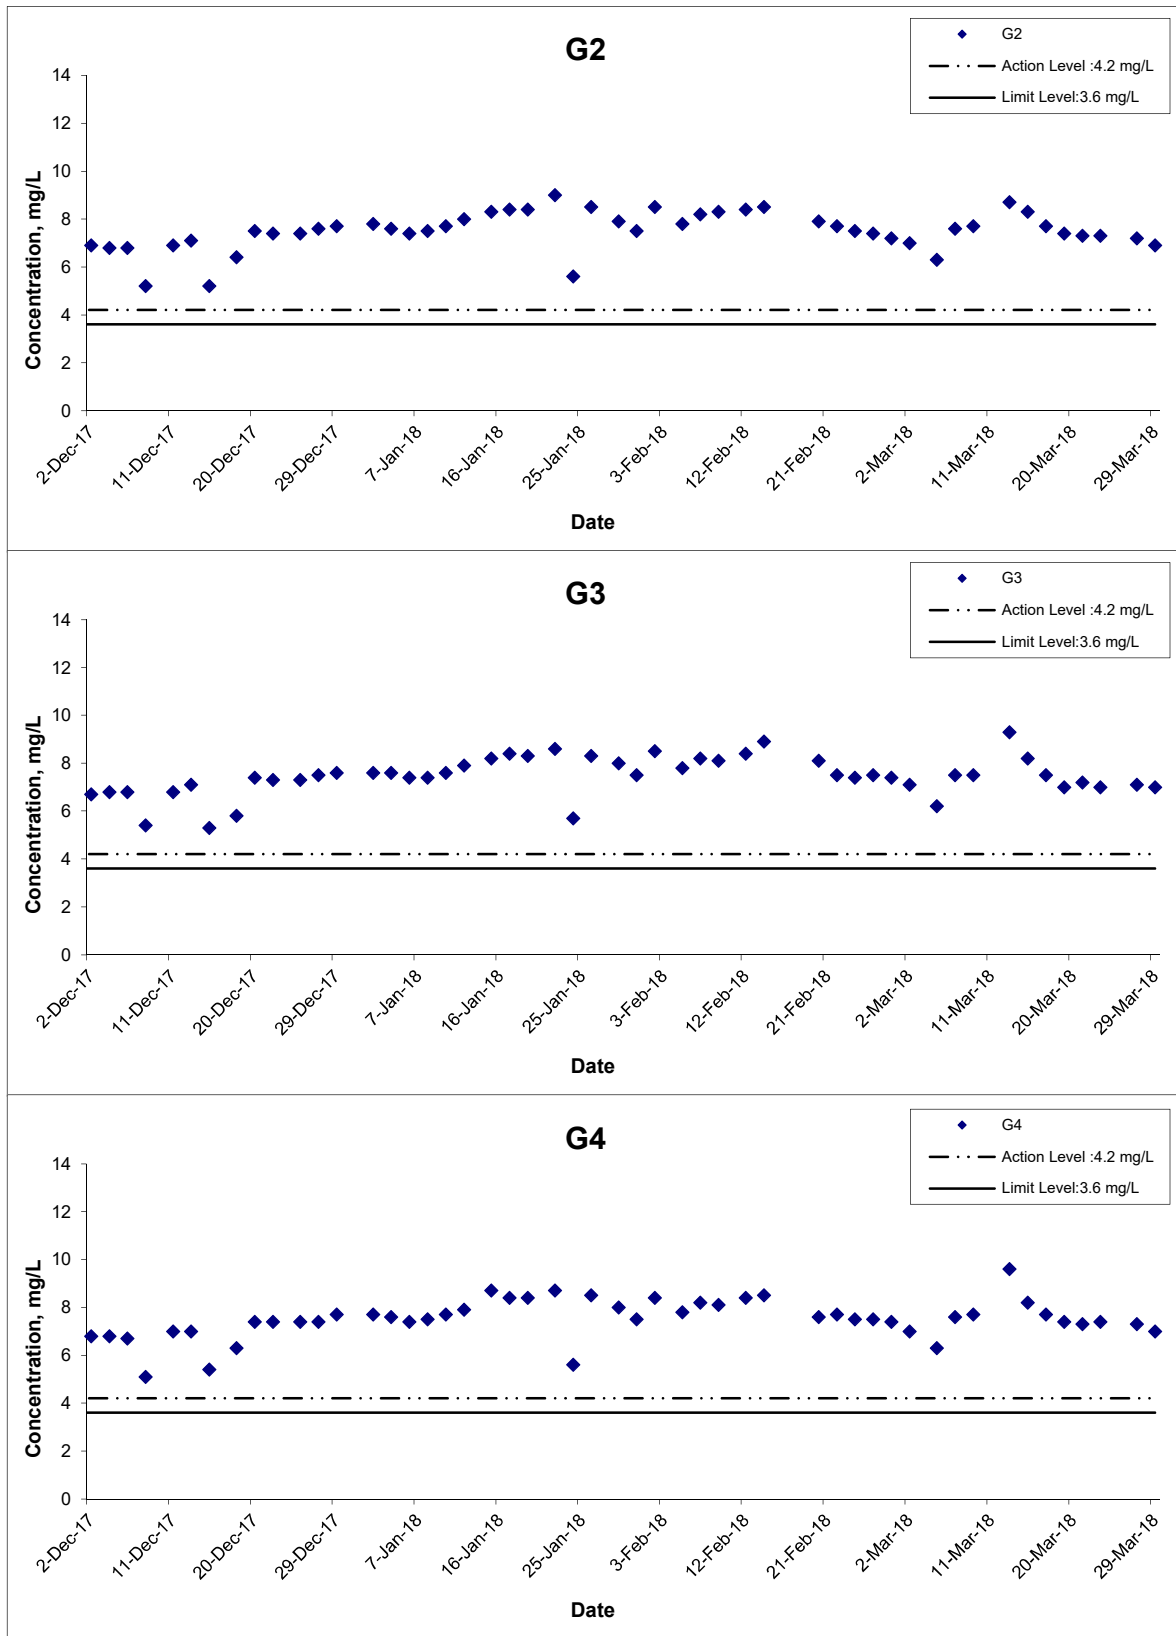 G2
G2
Action Level :4.2 mg/L
Limit Level:3.6 mg/L
14
12
10
8
6
4
2
0
Concentration, mg/L
2-Dec-17
11-Dec-17
20-Dec-17
29-Dec-17
7-Jan-18
16-Jan-18
25-Jan-18
3-Feb-18
12-Feb-18
21-Feb-18
2-Mar-18
11-Mar-18
20-Mar-18
29-Mar-18
Date
G3
G3
Action Level :4.2 mg/L
Limit Level:3.6 mg/L
14
12
10
8
6
4
2
0
Concentration, mg/L
2-Dec-17
11-Dec-17
20-Dec-17
29-Dec-17
7-Jan-18
16-Jan-18
25-Jan-18
3-Feb-18
12-Feb-18
21-Feb-18
2-Mar-18
11-Mar-18
20-Mar-18
29-Mar-18
Date
G4
G4
Action Level :4.2 mg/L
Limit Level:3.6 mg/L
14
12
10
8
6
4
2
0
Concentration, mg/L
2-Dec-17
11-Dec-17
20-Dec-17
29-Dec-17
7-Jan-18
16-Jan-18
25-Jan-18
3-Feb-18
12-Feb-18
21-Feb-18
2-Mar-18
11-Mar-18
20-Mar-18
29-Mar-18
Date